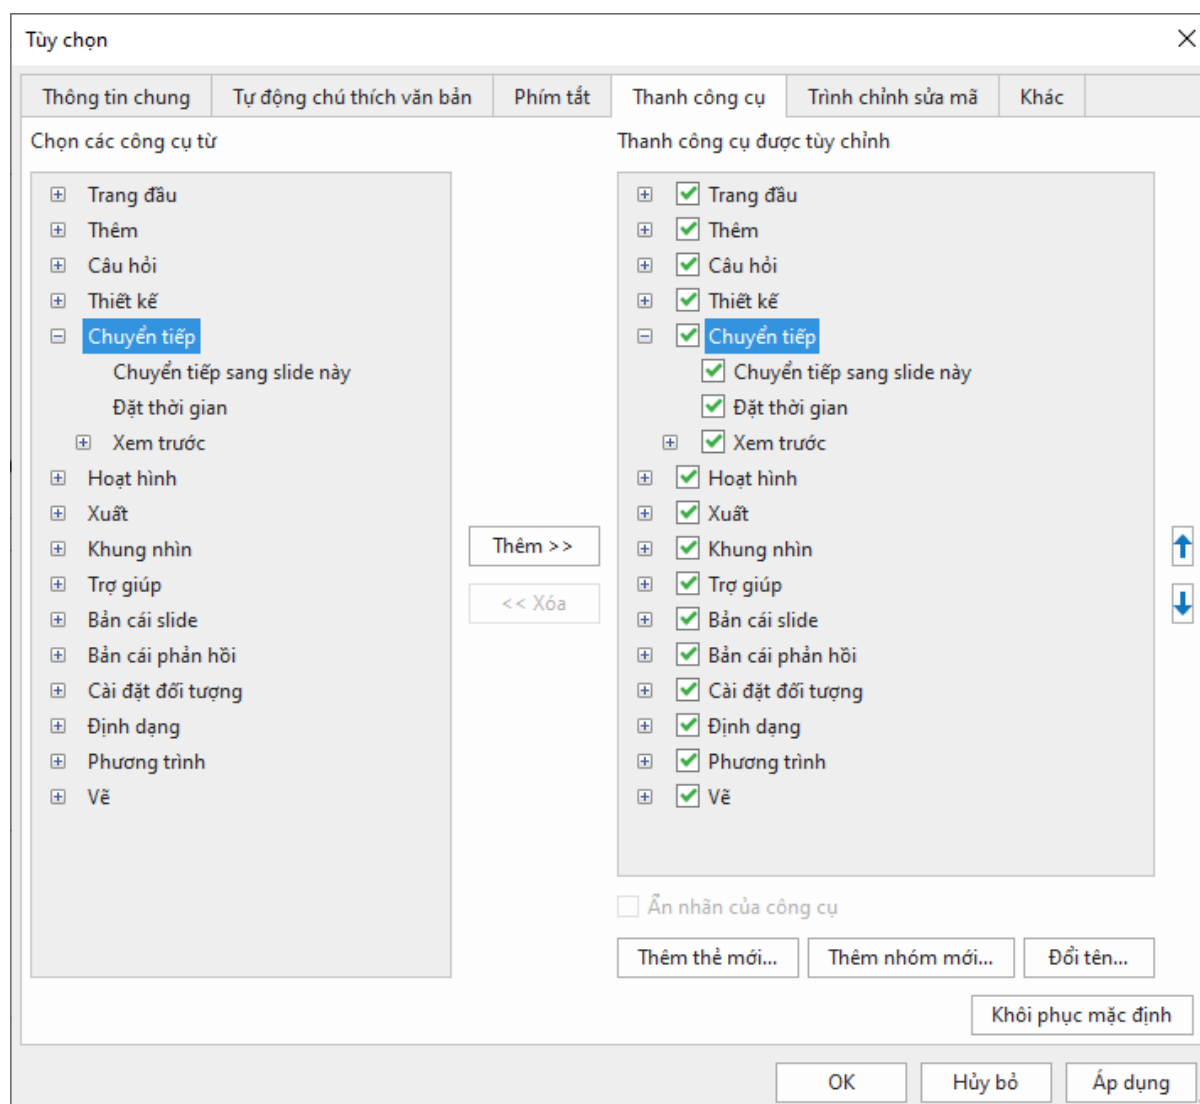 Tùy chọn
Thông tin chung
Tự động chú thích văn bản
Phím tắt
Thanh công cụ
Trình chỉnh sửa mã
Khác
Chọn các công cụ từ
Trang đầu
Thêm
Câu hỏi
Thiết kế
Chuyển tiếp
Chuyển tiếp sang slide này
Đặt thời gian
Xem trước
Hoạt hình
Xuất
Khung nhìn
Trợ giúp
Bản cái slide
Bản cái phản hồi
Cài đặt đối tượng
Định dạng
Phương trình
Vẽ
Thêm >>
<< Xóa
Thanh công cụ được tùy chỉnh
Trang đầu
Thêm
Câu hỏi
Thiết kế
Chuyển tiếp
Chuyển tiếp sang slide này
Đặt thời gian
Xem trước
Hoạt hình
Xuất
Khung nhìn
Trợ giúp
Bản cái slide
Bản cái phản hồi
Cài đặt đối tượng
Định dạng
Phương trình
Vẽ
Ẩn nhãn của công cụ
Thêm thẻ mới...
Thêm nhóm mới...
Đổi tên...
Khôi phục mặc định
OK
Hủy bỏ
Áp dụng